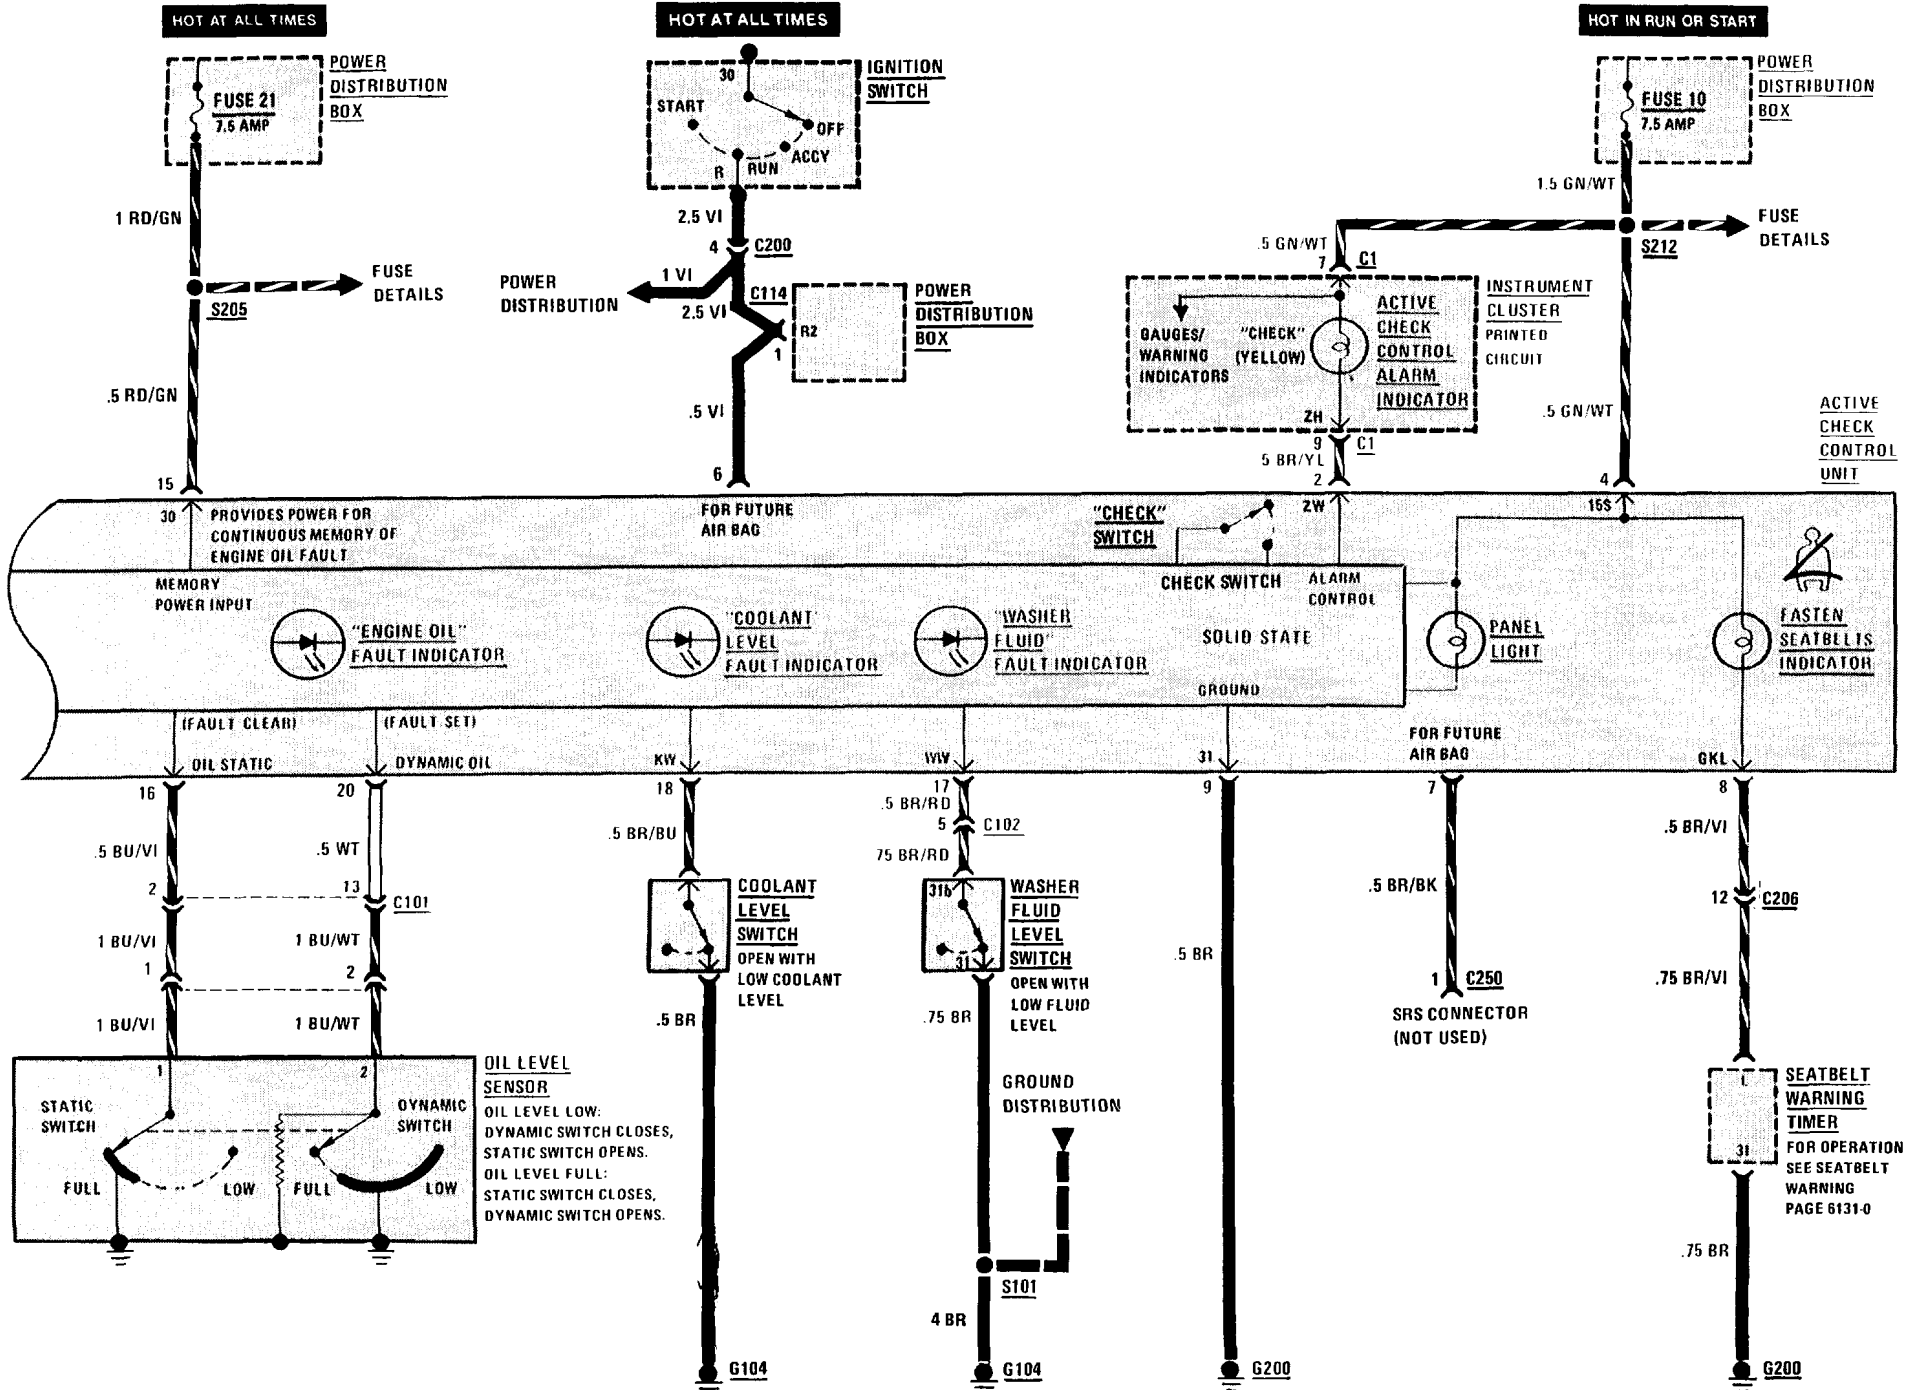 HOT AT ALL TIMES
HOT AT ALL TIMES
HOT IN RUN OR START
POWER
DISTRIBUTION
BOX
FUSE 21
7.5 AMP
30
IGNITION
SWITCH
START
OFF
ACCY
RUN
R
POWER
DISTRIBUTION
BOX
FUSE 10
7.5 AMP
1 RD/GN
S205
FUSE
DETAILS
.5 RD/GN
15
2.5 VI
4
C200
1 VI
POWER
DISTRIBUTION
C114
2.5 VI
R2
1
POWER
DISTRIBUTION
BOX
.5 VI
6
1.5 GN/WT
FUSE
DETAILS
S212
.5 GN/WT
7
C1
INSTRUMENT
CLUSTER
PRINTED
CIRCUIT
GAUGES/
WARNING
INDICATORS
"CHECK"
(YELLOW)
ACTIVE
CHECK
CONTROL
ALARM
INDICATOR
2H
9
C1
5 BR/YL
2
.5 GN/WT
4
ACTIVE
CHECK
CONTROL
UNIT
30
PROVIDES POWER FOR
CONTINUOUS MEMORY OF
ENGINE OIL FAULT
FOR FUTURE
AIR BAG
"CHECK"
SWITCH
2W
15S
MEMORY
POWER INPUT
CHECK SWITCH
ALARM
CONTROL
"ENGINE OIL"
FAULT INDICATOR
"COOLANT'
LEVEL
FAULT INDICATOR
"WASHER
FLUID"
FAULT INDICATOR
SOLID STATE
GROUND
PANEL
LIGHT
FASTEN
SEATBELTS
INDICATOR
(FAULT CLEAR)
(FAULT SET)
OIL STATIC
DYNAMIC OIL
KW
WW
31
FOR FUTURE
AIR BAG
GKL
16
20
18
17
9
7
8
.5 BU/VI
.5 WT
2
13
C101
1 BU/VI
1 BU/WT
1
2
1 BU/VI
1 BU/WT
1
2
STATIC
SWITCH
DYNAMIC
SWITCH
FULL
LOW
FULL
LOW
OIL LEVEL
SENSOR
OIL LEVEL LOW:
DYNAMIC SWITCH CLOSES,
STATIC SWITCH OPENS.
OIL LEVEL FULL:
STATIC SWITCH CLOSES,
DYNAMIC SWITCH OPENS.
.5 BR/BU
COOLANT
LEVEL
SWITCH
OPEN WITH
LOW COOLANT
LEVEL
.5 BR
G104
.5 BR/RD
5
C102
75 BR/RD
31b
31
WASHER
FLUID
LEVEL
SWITCH
OPEN WITH
LOW FLUID
LEVEL
.75 BR
GROUND
DISTRIBUTION
S101
4 BR
G104
.5 BR
G200
.5 BR/BK
1
C250
SRS CONNECTOR
(NOT USED)
.5 BR/VI
12
C206
.75 BR/VI
L
31
SEATBELT
WARNING
TIMER
FOR OPERATION
SEE SEATBELT
WARNING
PAGE 6131-0
.75 BR
G200